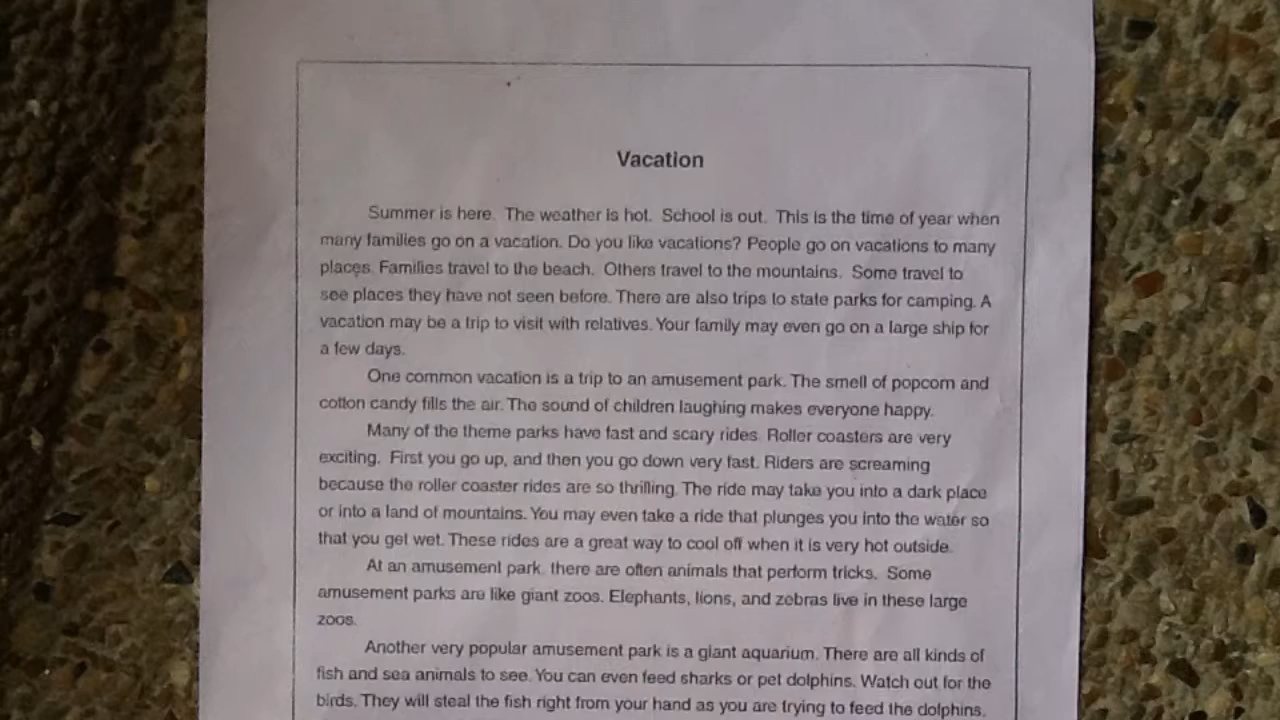 Vacation
Summer is here. The weather is hot. School is out. This is the time of year when
many families go on a vacation. Do you like vacations? People go on vacations to many
places. Families travel to the beach. Others travel to the mountains. Some travel to
see places they have not seen before. There are also trips to state parks for camping. A
vacation may be a trip to visit with relatives. Your family may even go on a large ship for
a few days.
One common vacation is a trip to an amusement park. The smell of popcorn and
cotton candy fills the air. The sound of children laughing makes everyone happy.
Many of the theme parks have fast and scary rides. Roller coasters are very
exciting. First you go up, and then you go down very fast. Riders are screaming
because the roller coaster rides are so thrilling. The ride may take you into a dark place
or into a land of mountains. You may even take a ride that plunges you into the water so
that you get wet. These rides are a great way to cool off when it is very hot outside.
At an amusement park, there are often animals that perform tricks. Some
amusement parks are like giant zoos. Elephants, lions, and zebras live in these large
zoos.
Another very popular amusement park is a giant aquarium. There are all kinds of
fish and sea animals to see. You can even feed sharks or pet dolphins. Watch out for the
birds. They will steal the fish right from your hand as you are trying to feed the dolphins.